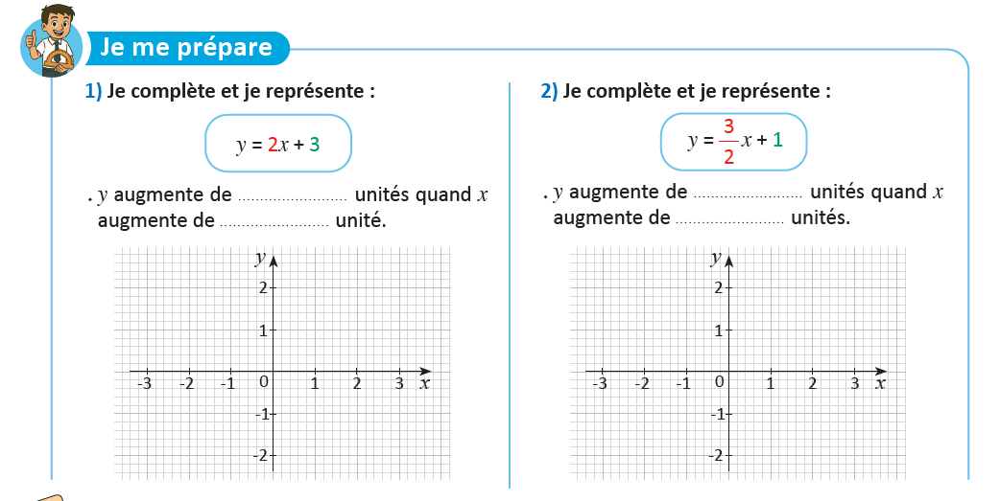 Je me prépare
1) Je complète et je représente :
y = 2x + 3
. y augmente de ........................ unités quand x
augmente de ........................ unité.
y
2
1
-3 -2 -1 0 1 2 3 x
-1
-2
2) Je complète et je représente :
y = 3/2 x + 1
. y augmente de ........................ unités quand x
augmente de ........................ unités.
y
2
1
-3 -2 -1 0 1 2 3 x
-1
-2